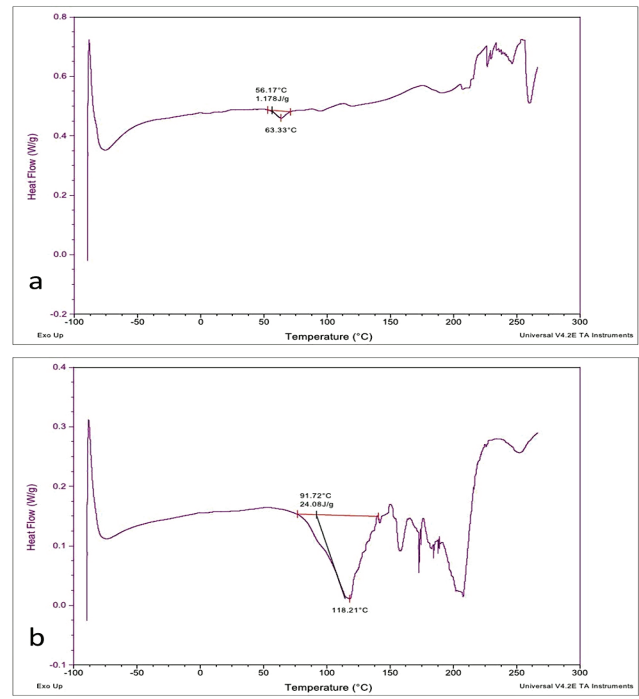 0.8
56.17°C
1.178J/g
63.33°C
0.6
0.4
0.2
0.0
-0.2
Heat Flow (W/g)
a
-100
-50
0
50
100
150
200
250
300
Exo Up
Temperature (°C)
Universal V4.2E TA Instruments
0.4
0.3
0.2
0.1
0.0
-0.1
Heat Flow (W/g)
91.72°C
24.08J/g
118.21°C
b
-100
-50
0
50
100
150
200
250
300
Exo Up
Temperature (°C)
Universal V4.2E TA Instruments